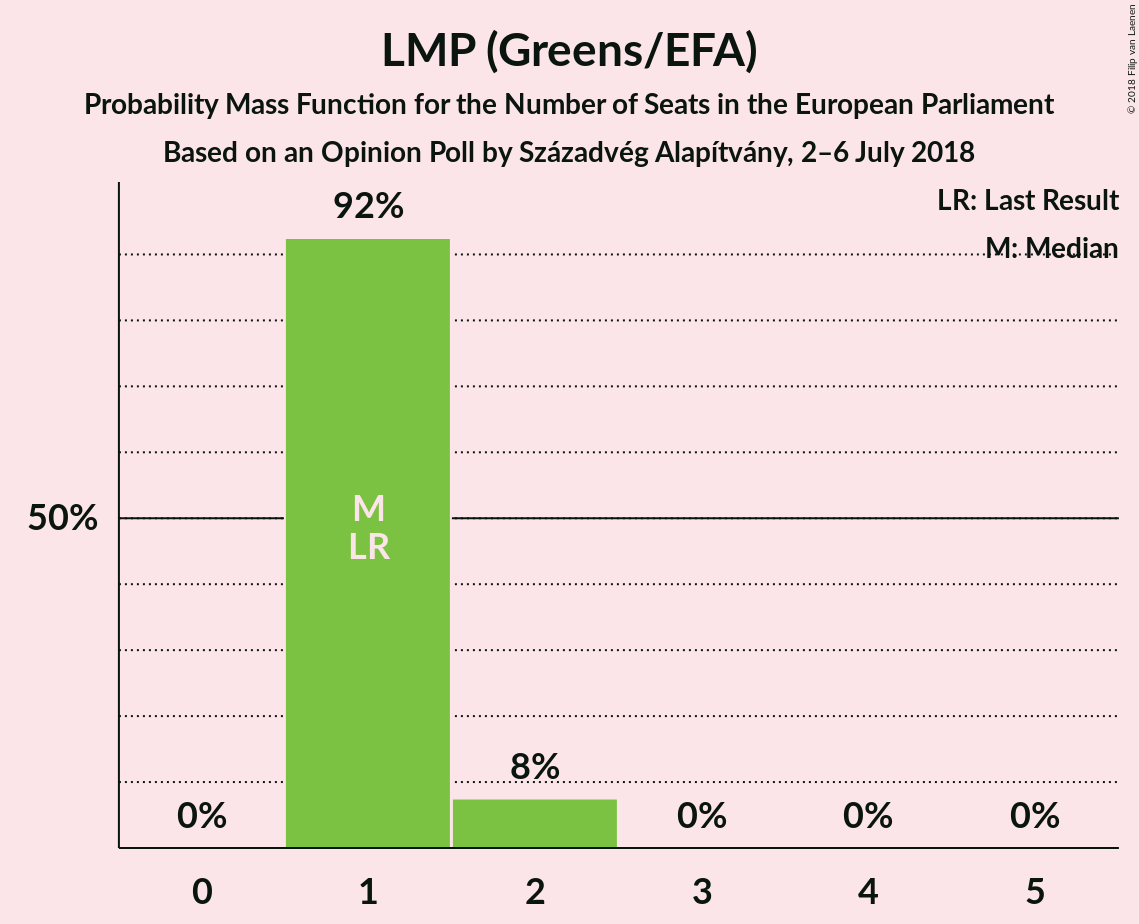 LMP (Greens/EFA)
Probability Mass Function for the Number of Seats in the European Parliament
Based on an Opinion Poll by Századvég Alapítvány, 2–6 July 2018
© 2018 Filip van Laenen
LR: Last Result
M: Median
92%
50%
M
LR
8%
0%
0%
0%
0%
0
1
2
3
4
5